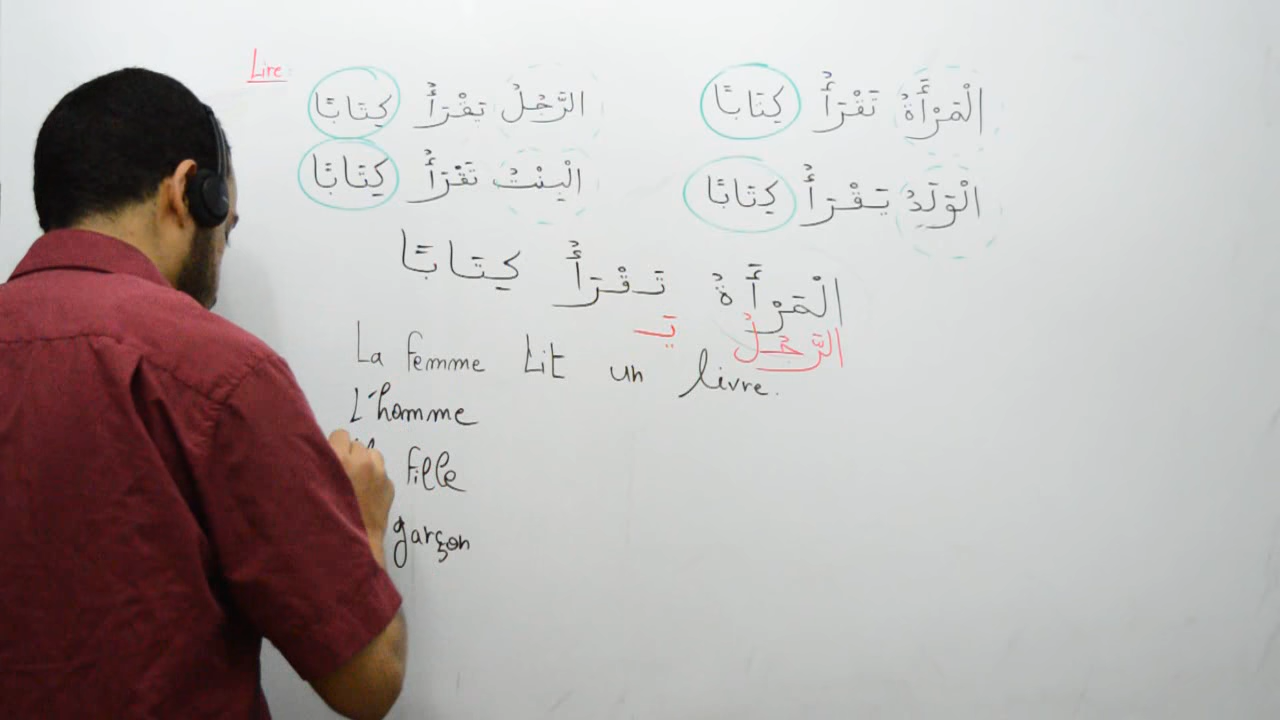 Lire
الْمَرْأَةُ تَقْرَأُ كِتَابًا
الرَّجُلُ يَقْرَأُ كِتَابًا
الْوَلَدُ يَقْرَأُ كِتَابًا
الْبِنْتُ تَقْرَأُ كِتَابًا
الْمَرْأَةُ تَقْرَأُ كِتَابًا
الرَّجُلُ يَـ
La femme Lit un livre.
L'homme
fille
garçon